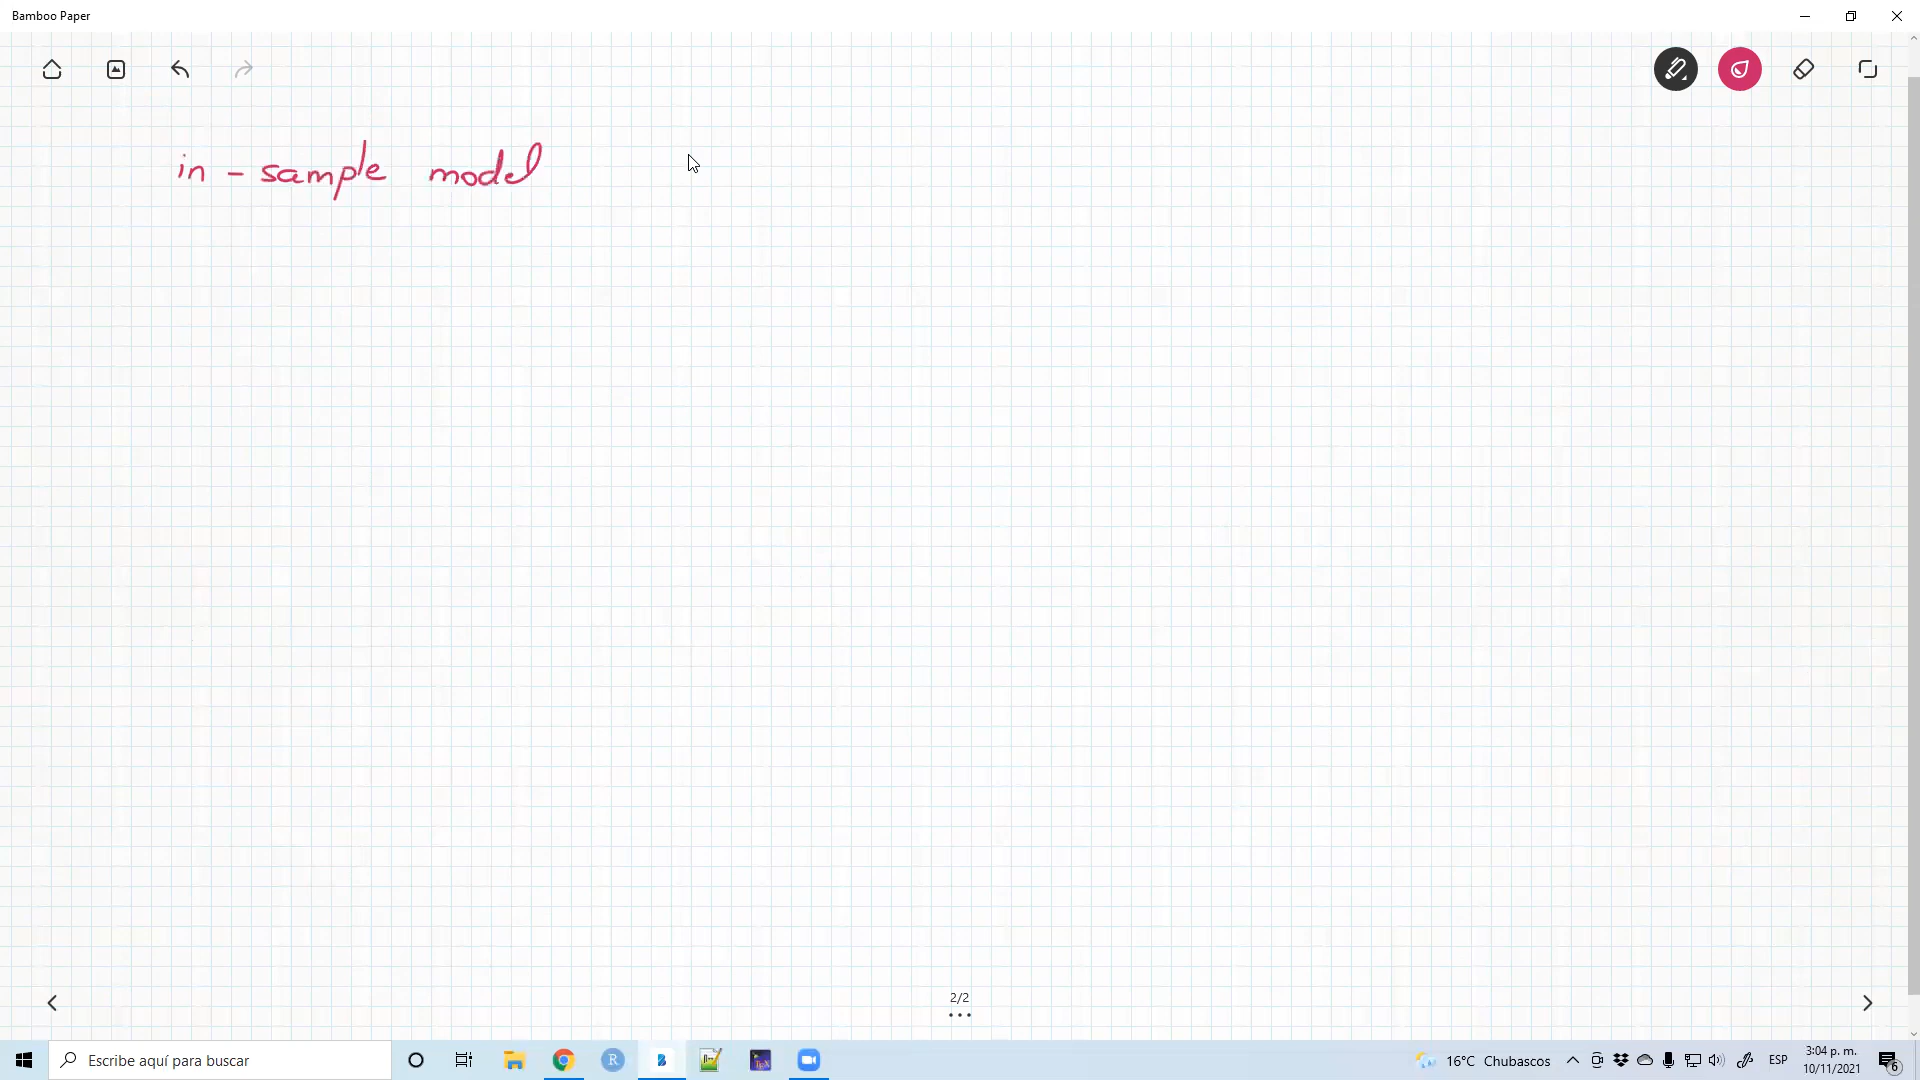 Bamboo Paper
in - sample model
2/2
Escribe aquí para buscar
16°C Chubascos
ESP
3:04 p. m.
10/11/2021
6